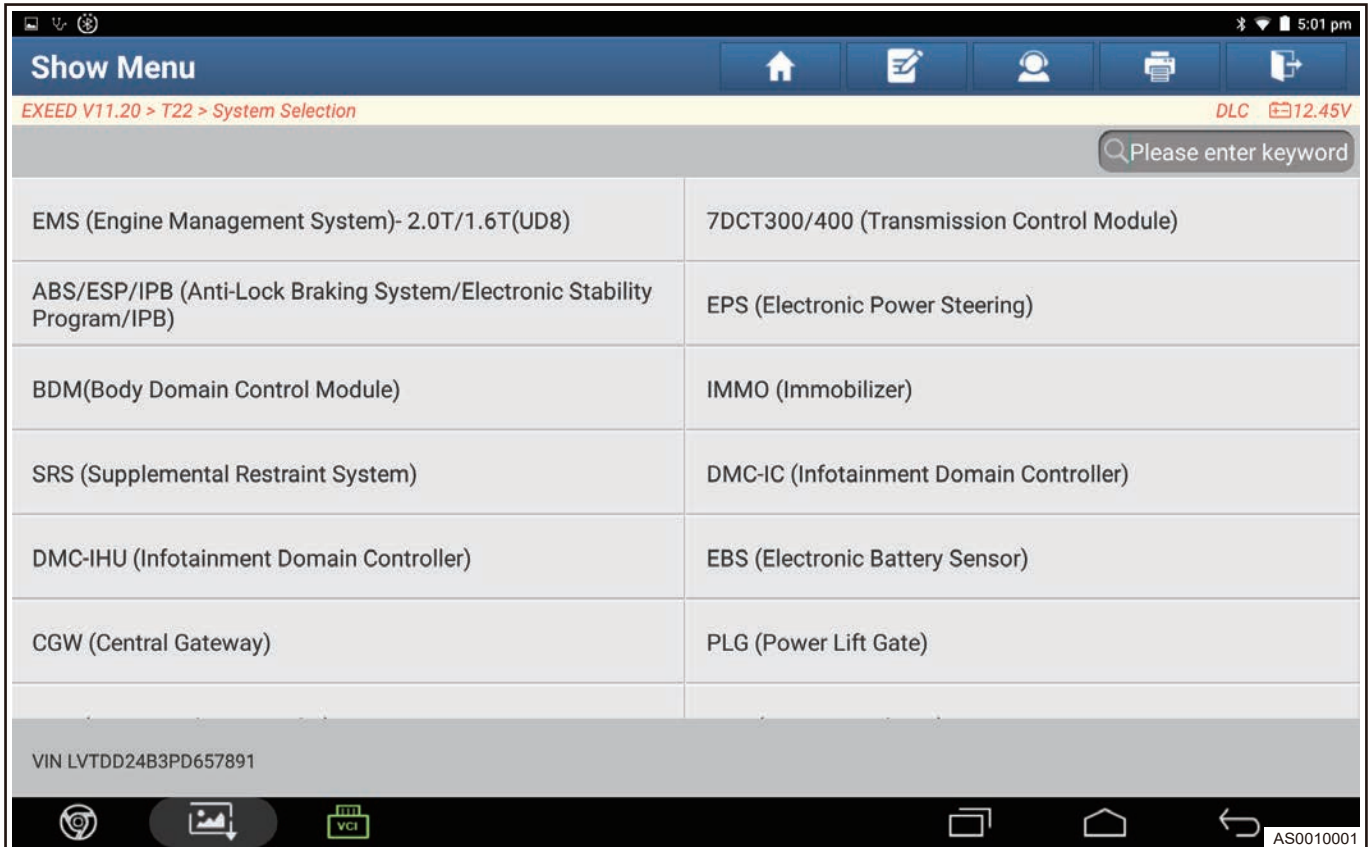 5:01 pm
Show Menu
EXEED V11.20 > T22 > System Selection
DLC 12.45V
Please enter keyword
EMS (Engine Management System)- 2.0T/1.6T(UD8)
7DCT300/400 (Transmission Control Module)
ABS/ESP/IPB (Anti-Lock Braking System/Electronic Stability
Program/IPB)
EPS (Electronic Power Steering)
BDM(Body Domain Control Module)
IMMO (Immobilizer)
SRS (Supplemental Restraint System)
DMC-IC (Infotainment Domain Controller)
DMC-IHU (Infotainment Domain Controller)
EBS (Electronic Battery Sensor)
CGW (Central Gateway)
PLG (Power Lift Gate)
VIN LVTDD24B3PD657891
VCI
AS0010001